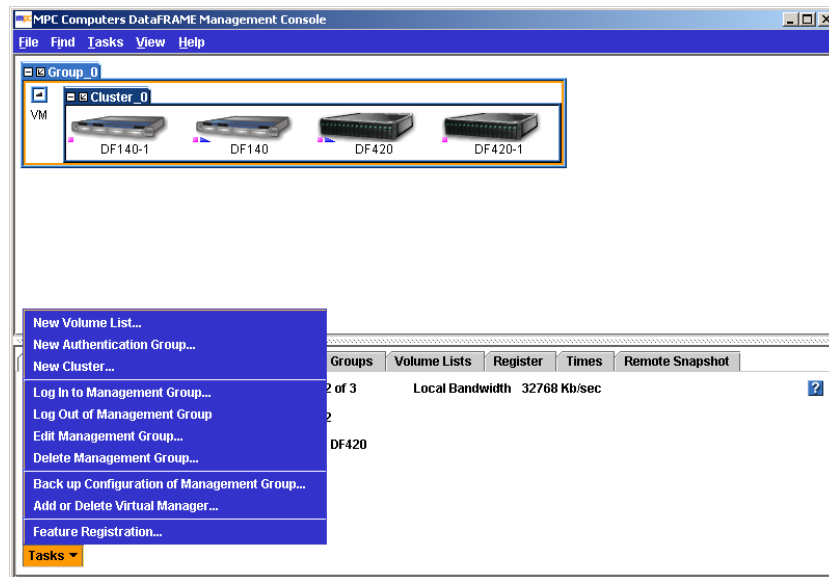 mpc MPC Computers DataFRAME Management Console
File Find Tasks View Help
Group_0
Cluster_0
VM
DF140-1 DF140 DF420 DF420-1
New Volume List...
New Authentication Group...
New Cluster...
Log In to Management Group...
Log Out of Management Group
Edit Management Group...
Delete Management Group...
Back up Configuration of Management Group...
Add or Delete Virtual Manager...
Feature Registration...
Tasks
Groups Volume Lists Register Times Remote Snapshot
2 of 3 Local Bandwidth 32768 Kb/sec ?
2
DF420